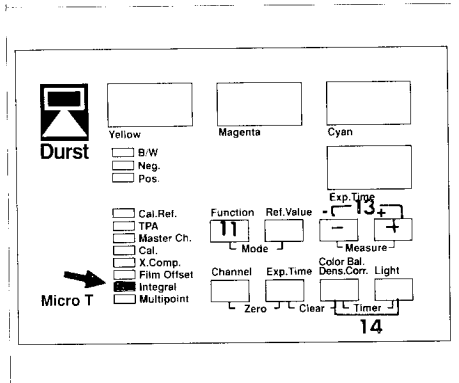 Durst
Yellow
Magenta
Cyan
B/W
Neg.
Pos.
Exp.Time
Cal.Ref.
TPA
Master Ch.
Cal.
X.Comp.
Film Offset
Integral
Multipoint
Micro T
Function Ref.Value - 13 +
11 - +
Mode Measure
Channel Exp.Time Color Bal. Dens.Corr. Light
Zero Clear Timer
14